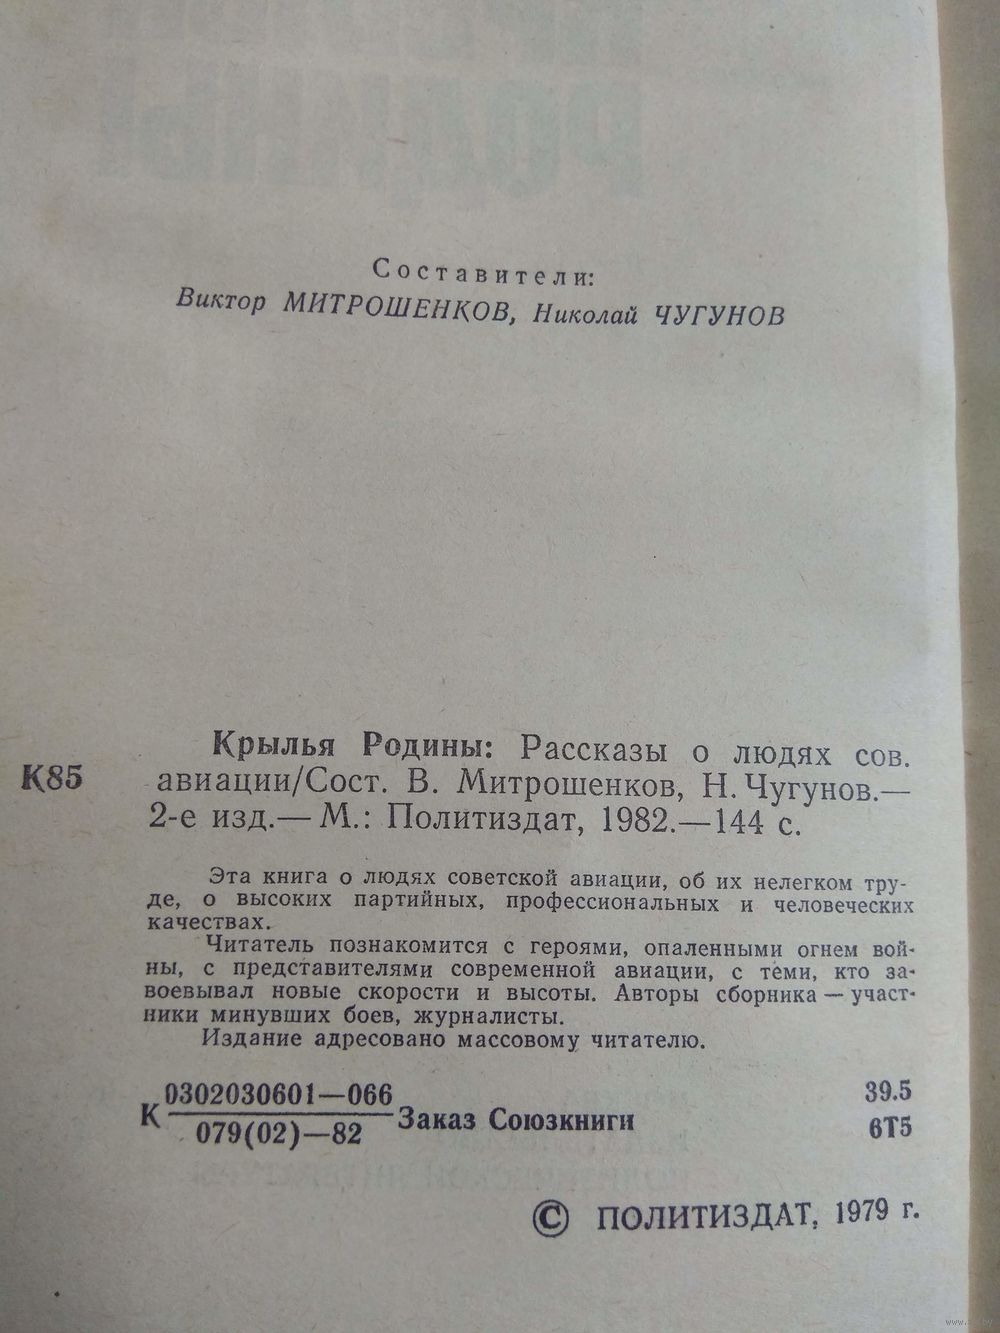 Составители:
Виктор МИТРОШЕНКОВ, Николай ЧУГУНОВ
Крылья Родины: Рассказы о людях сов.
К85 авиации/Сост. В. Митрошенков, Н. Чугунов.—
2-е изд.— М.: Политиздат, 1982.—144 с.
Эта книга о людях советской авиации, об их нелегком тру-
де, о высоких партийных, профессиональных и человеческих
качествах.
Читатель познакомится с героями, опаленными огнем вой-
ны, с представителями современной авиации, с теми, кто за-
воевывал новые скорости и высоты. Авторы сборника — участ-
ники минувших боев, журналисты.
Издание адресовано массовому читателю.
0302030601—066 39.5
К Заказ Союзкниги
079(02)—82 6Т5
© ПОЛИТИЗДАТ, 1979 г.